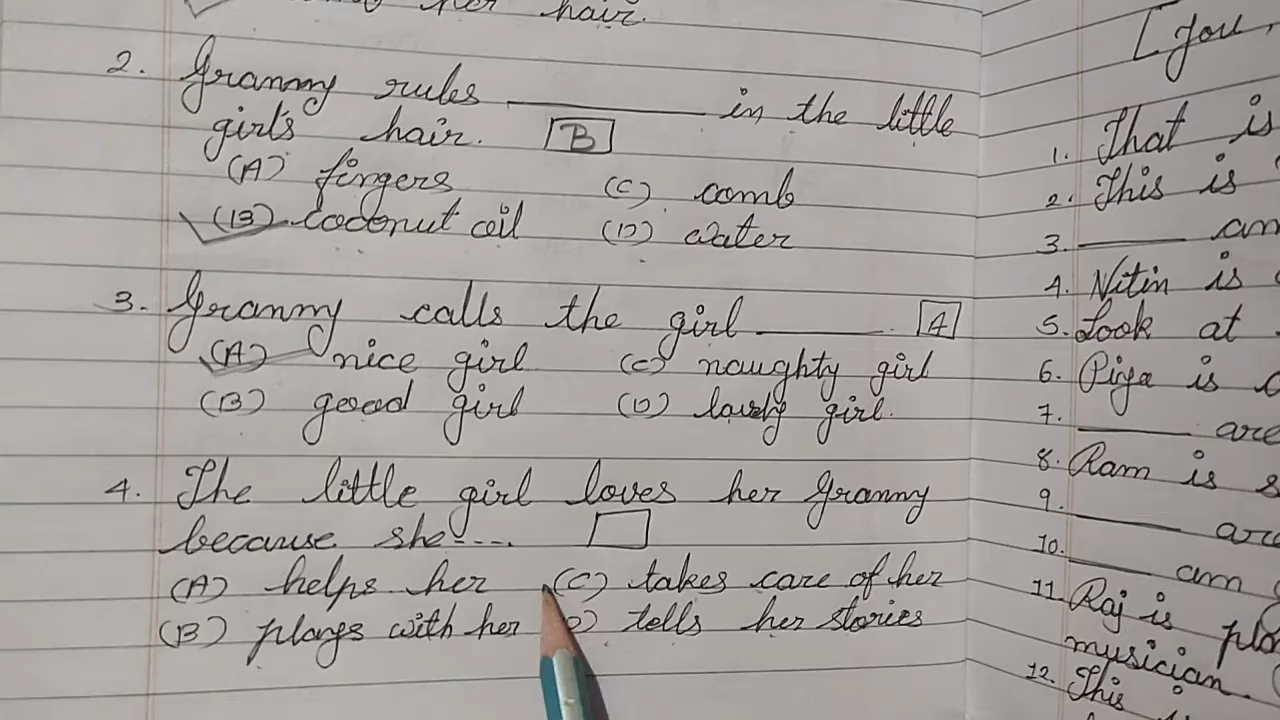 her hair.
2. Granny rubs ______ in the little
girl's hair. B
(A) fingers (C) comb
(B) coconut oil (D) water
3. Granny calls the girl ______. A
(A) nice girl (C) naughty girl
(B) good girl (D) lovely girl.
4. The little girl loves her Granny
because she....
(A) helps her (C) takes care of her
(B) plays with her D) tells her stories
[You,
1. That is
2. This is
3. ______ am
4. Nitin is
5. Look at
6. Piya is
7. ______ are
8. Ram is
9. ______ are
10. ______ am
11. Raj is
musician.
12. This